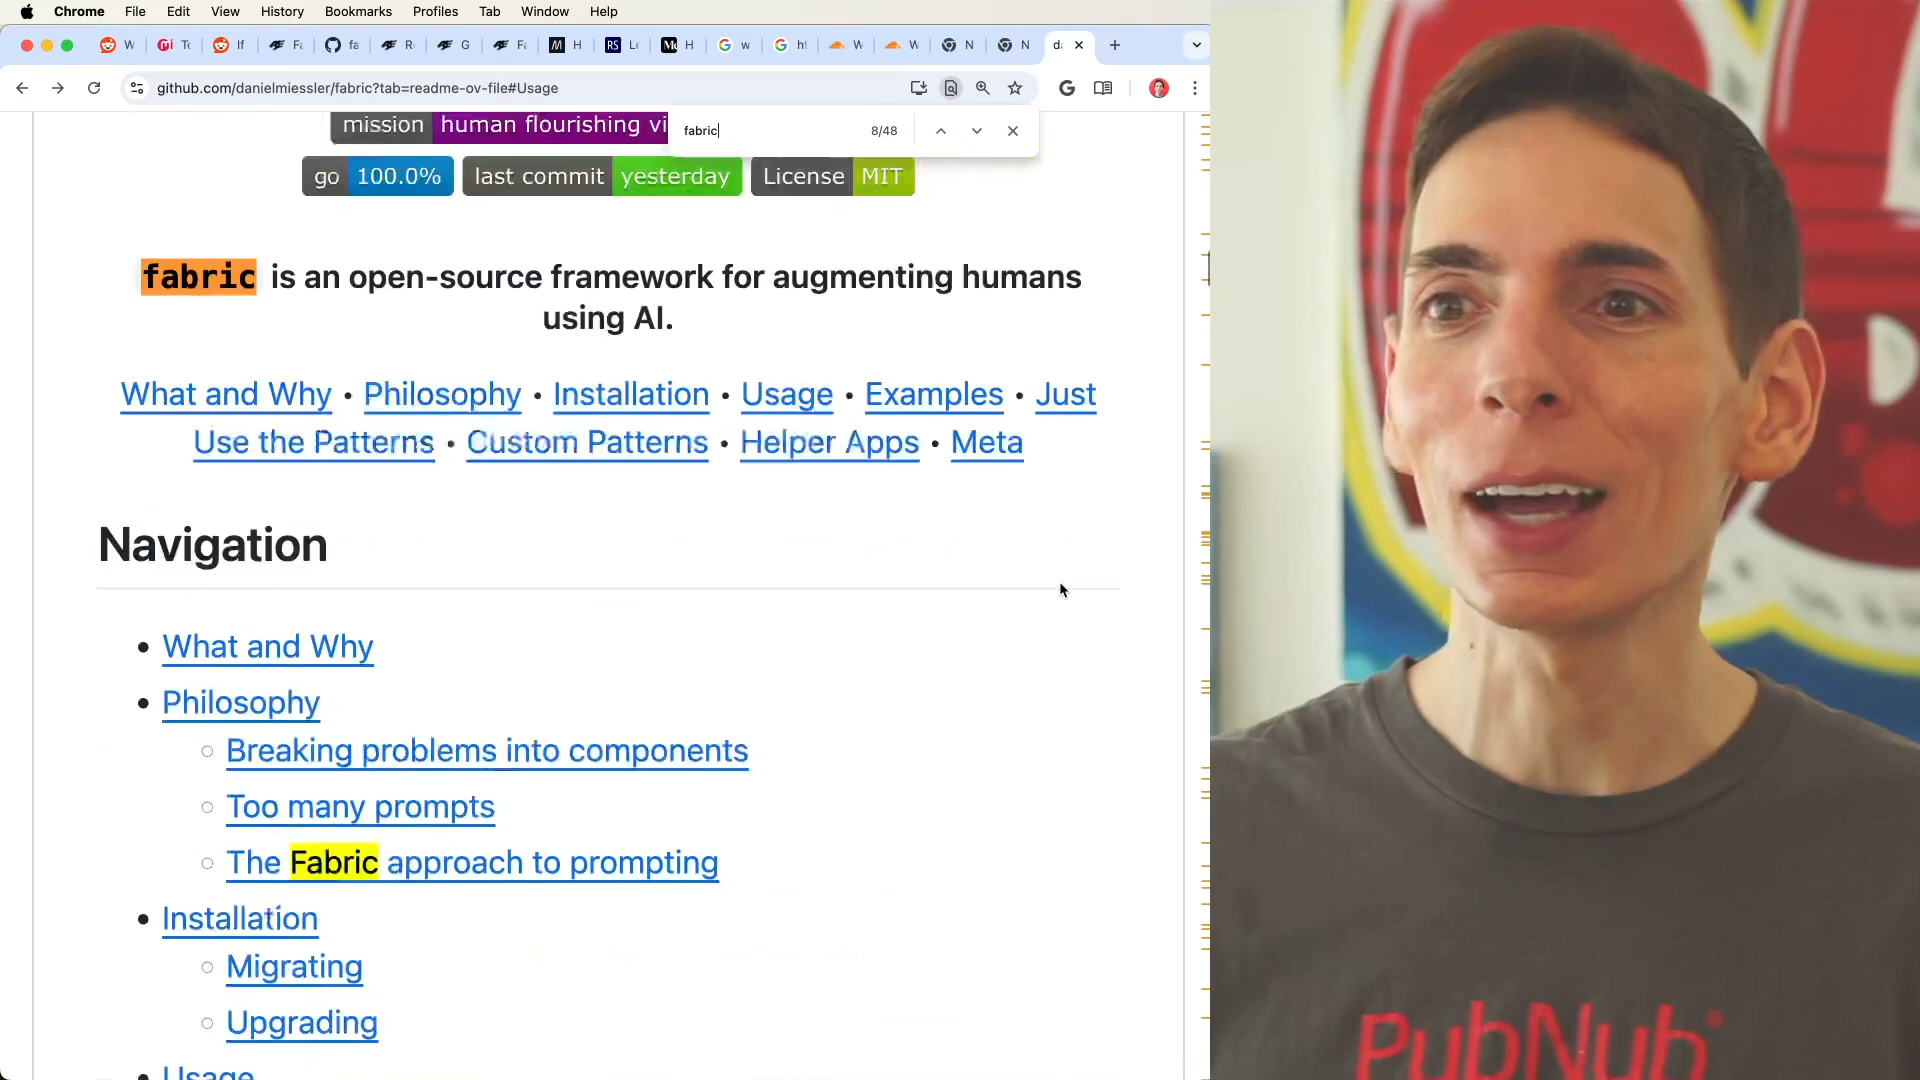 Chrome File Edit View History Bookmarks Profiles Tab Window Help
github.com/danielmiessler/fabric?tab=readme-ov-file#Usage
fabric 8/48
mission human flourishing vi
go 100.0% last commit yesterday License MIT
fabric is an open-source framework for augmenting humans
using AI.
What and Why • Philosophy • Installation • Usage • Examples • Just
Use the Patterns • Custom Patterns • Helper Apps • Meta
Navigation
What and Why
Philosophy
Breaking problems into components
Too many prompts
The Fabric approach to prompting
Installation
Migrating
Upgrading
Usage
PubNub